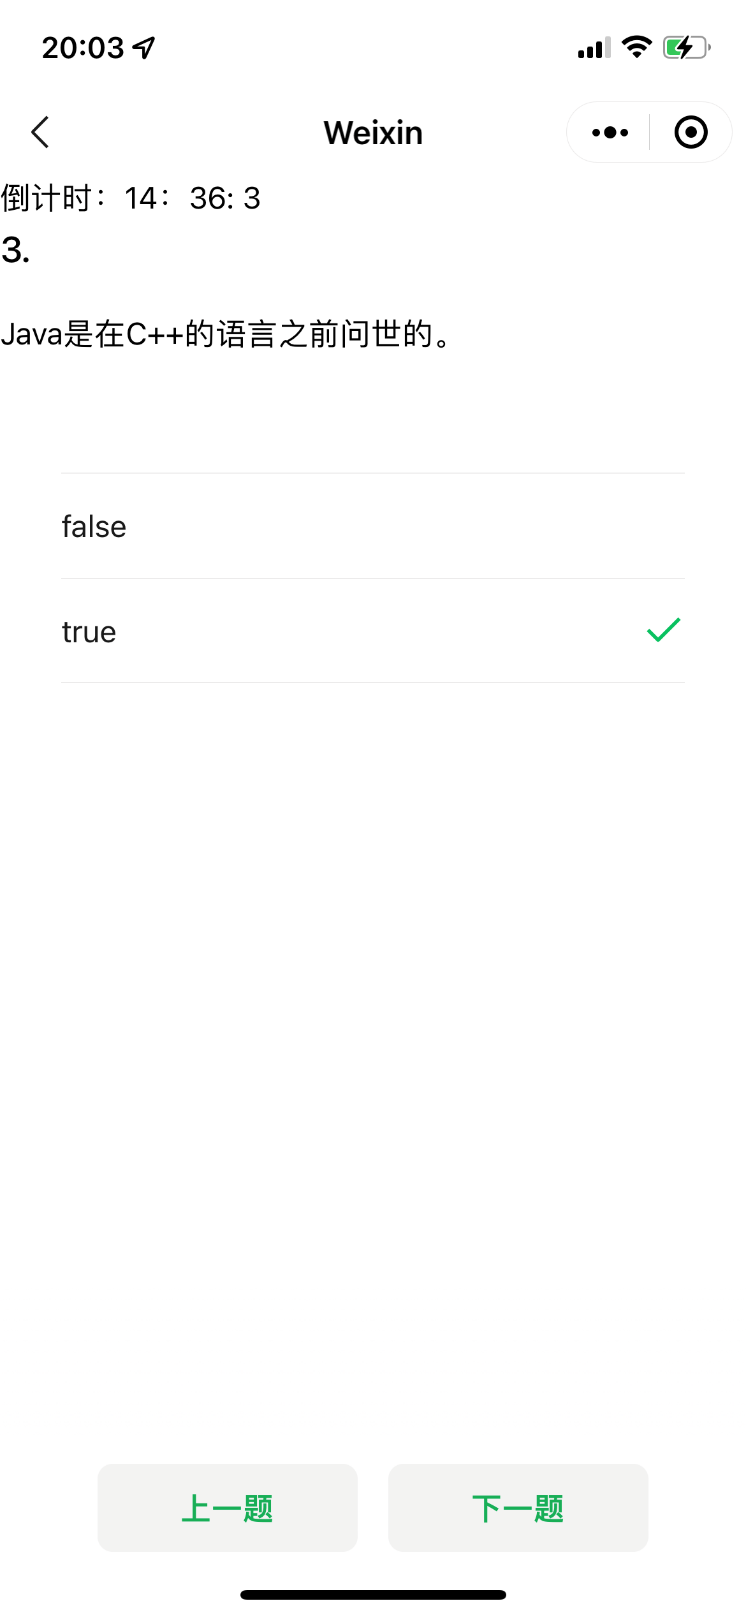 20:03
Weixin
倒计时：14：36: 3
3.
Java是在C++的语言之前问世的。
false
true
上一题
下一题